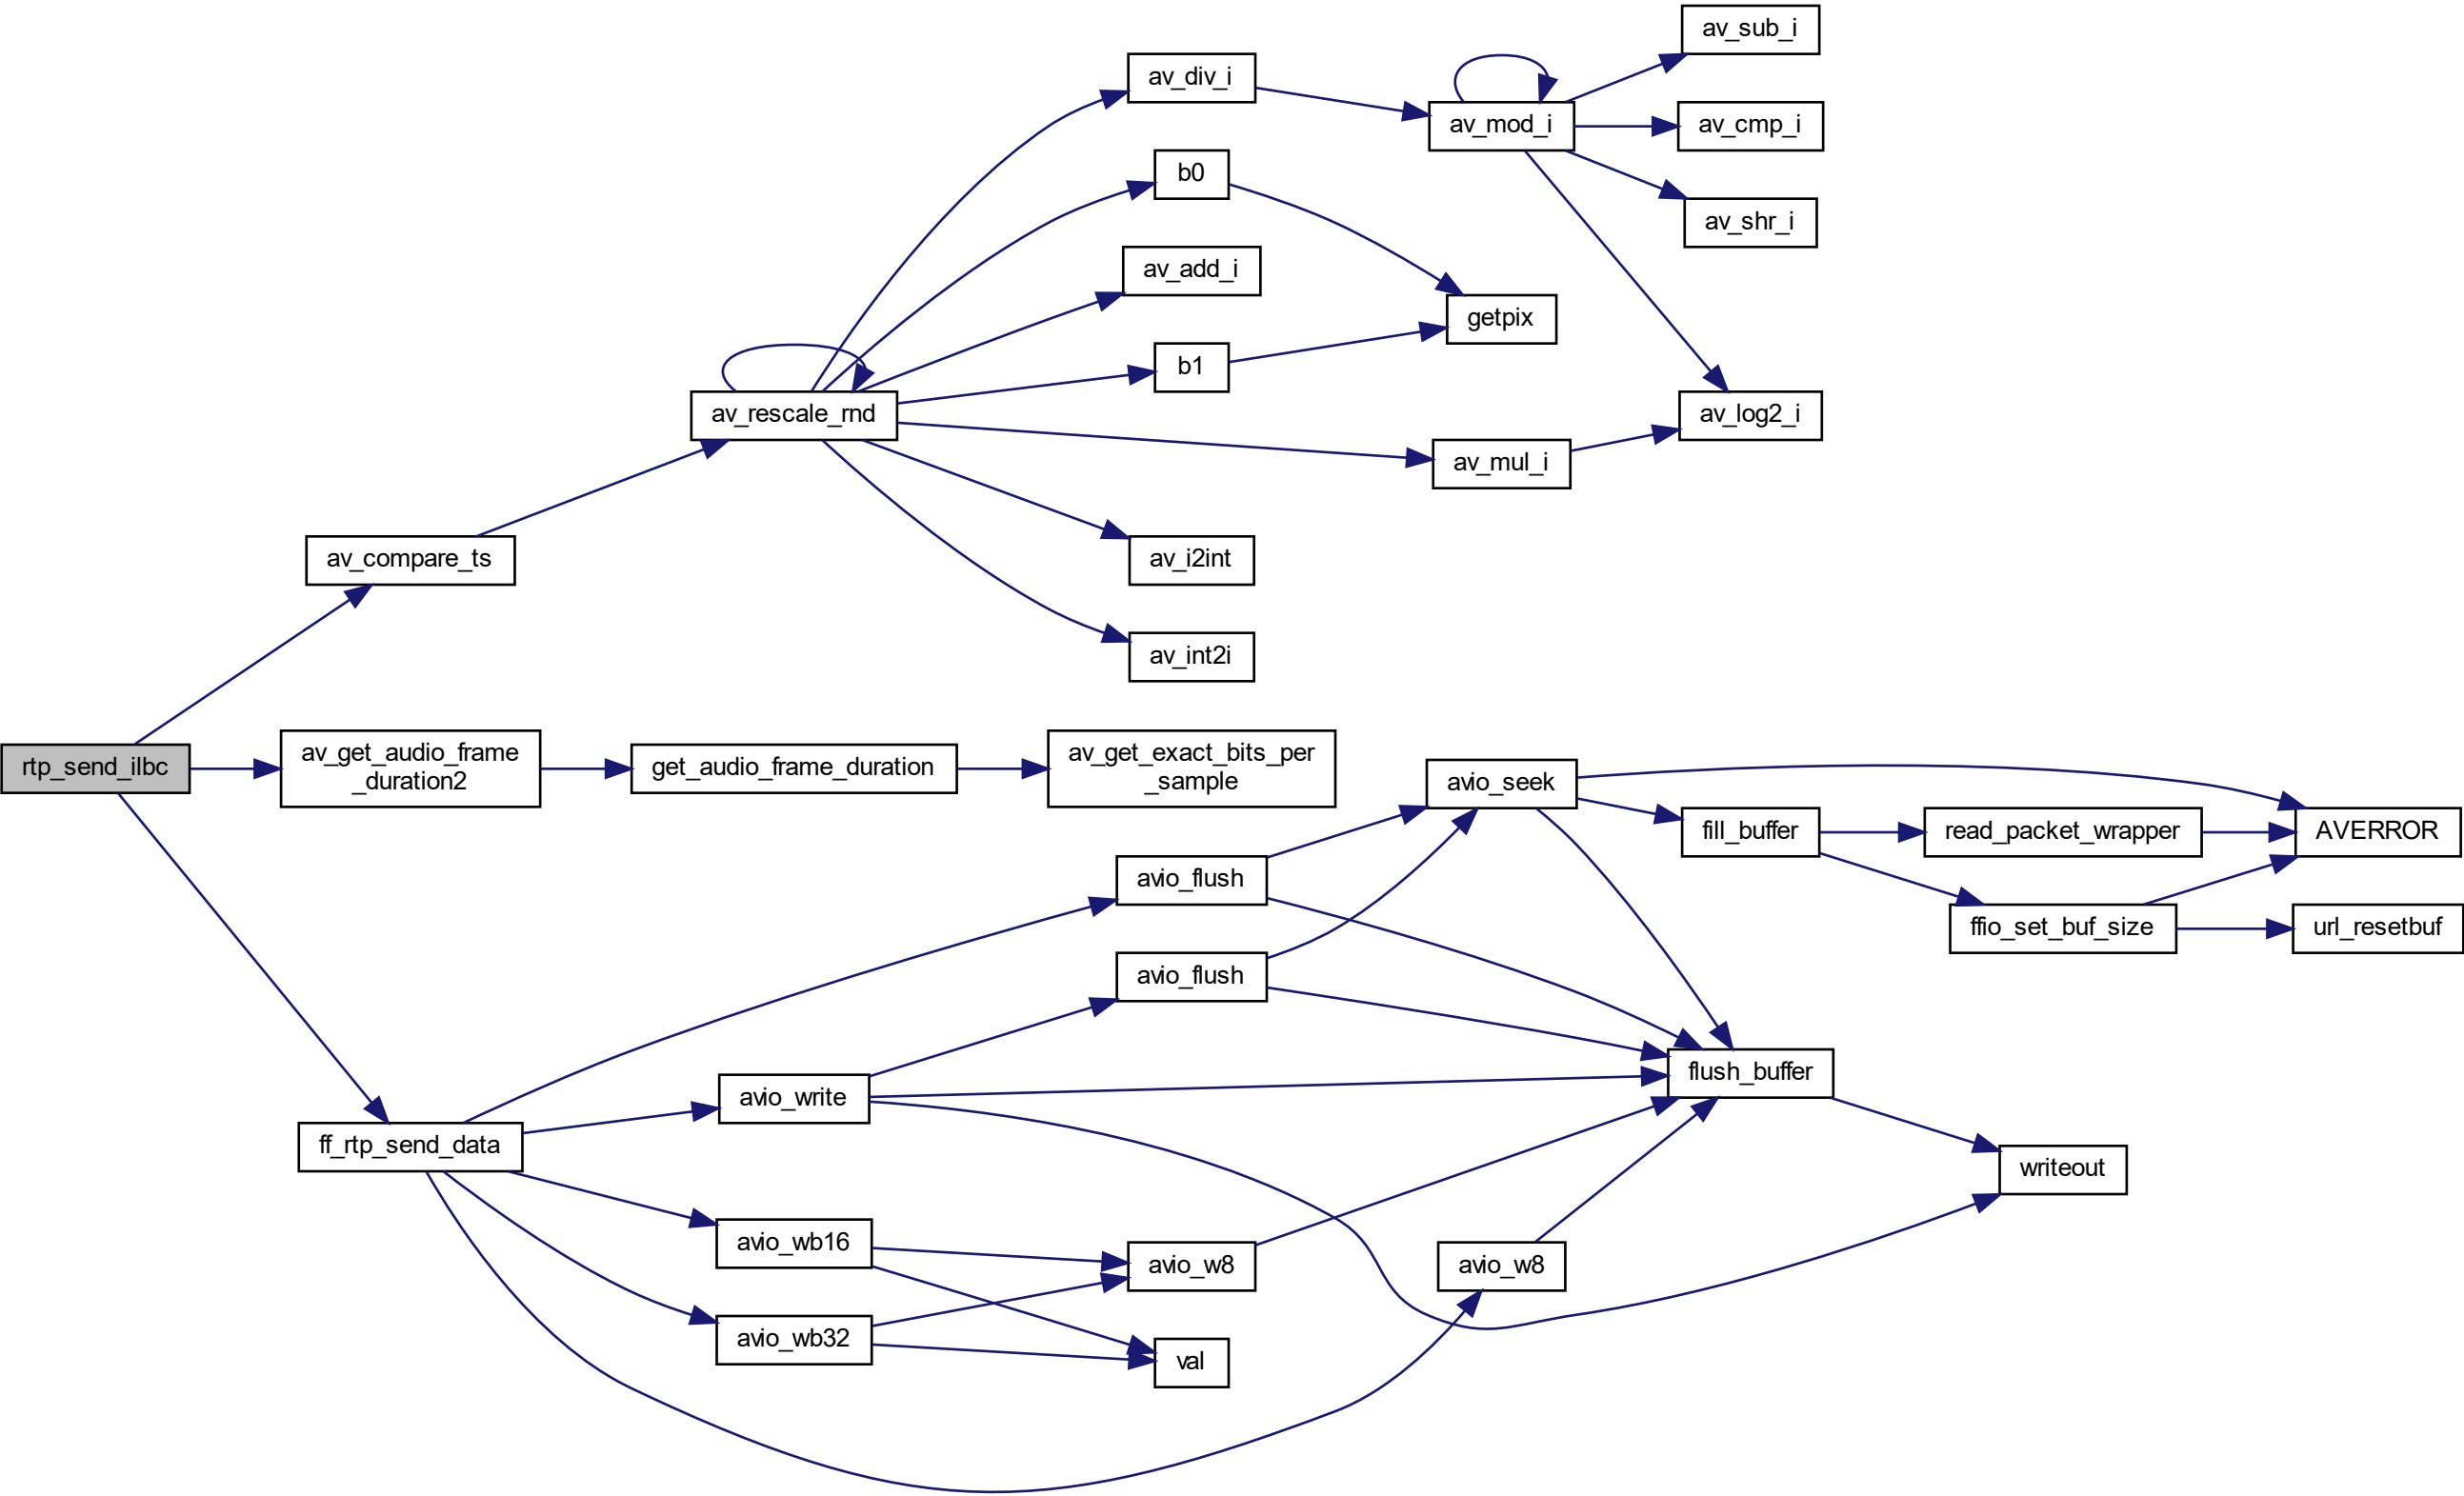 av_sub_i
av_div_i
av_mod_i
av_cmp_i
b0
av_shr_i
av_add_i
getpix
b1
av_rescale_rnd
av_log2_i
av_mul_i
av_compare_ts
av_i2int
av_int2i
rtp_send_ilbc
av_get_audio_frame
_duration2
get_audio_frame_duration
av_get_exact_bits_per
_sample
avio_seek
fill_buffer
read_packet_wrapper
AVERROR
avio_flush
ffio_set_buf_size
url_resetbuf
avio_flush
flush_buffer
avio_write
ff_rtp_send_data
writeout
avio_wb16
avio_w8
avio_w8
avio_wb32
val